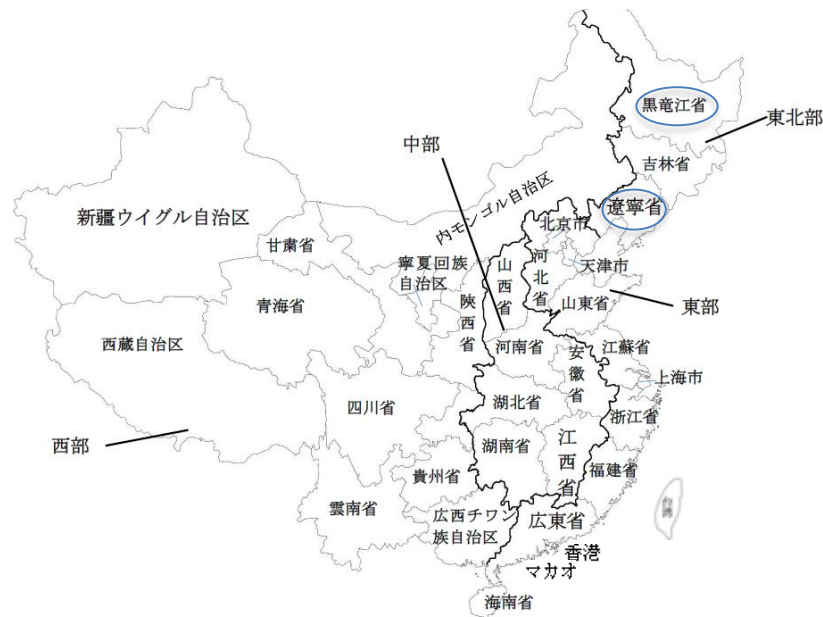 黒竜江省
東北部
中部
吉林省
内モンゴル自治区
遼寧省
新疆ウイグル自治区
北京市
甘粛省
寧夏回族
自治区
山西省
河北省
天津市
青海省
陝西省
山東省
東部
西蔵自治区
河南省
安徽省
江蘇省
上海市
四川省
湖北省
浙江省
西部
湖南省
江西省
福建省
貴州省
雲南省
台湾
広西チワン
族自治区
広東省
香港
マカオ
海南省